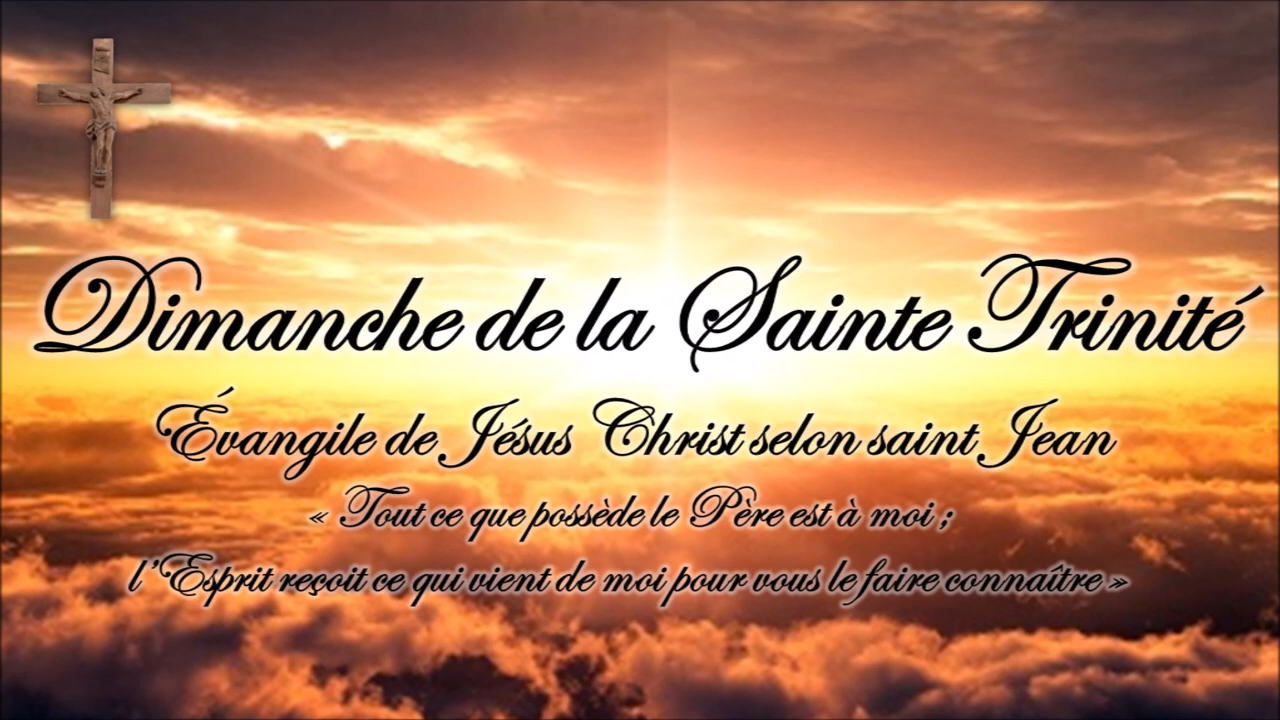 Dimanche de la Sainte Trinité
Évangile de Jésus Christ selon saint Jean
« Tout ce que possède le Père est à moi ;
l’Esprit reçoit ce qui vient de moi pour vous le faire connaître »